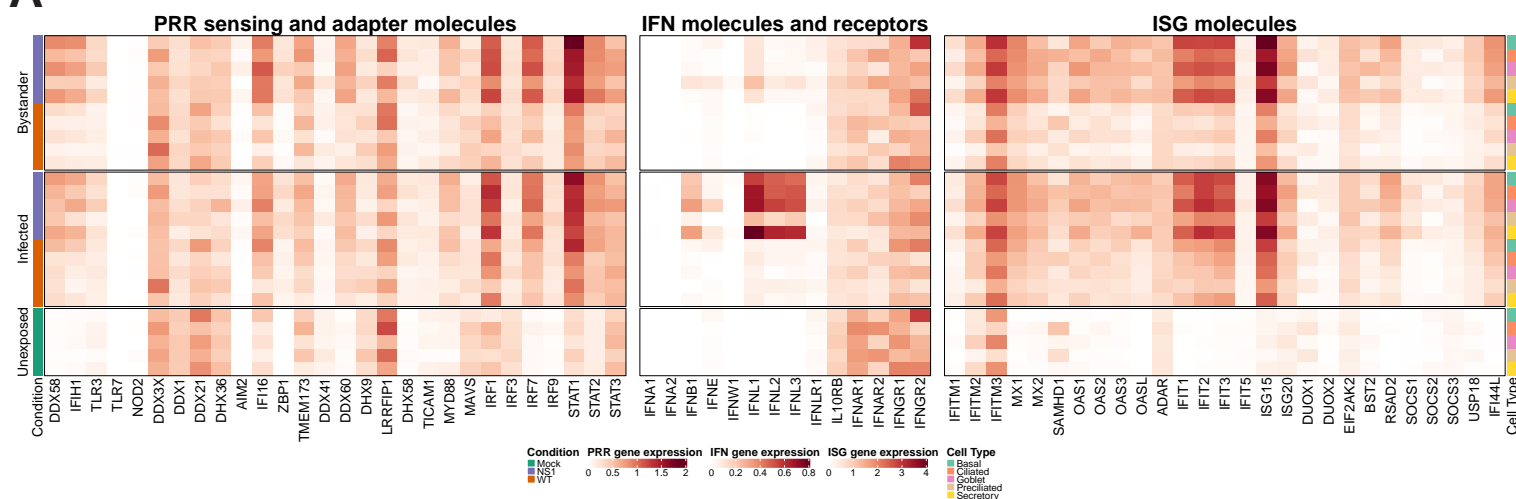 A
PRR sensing and adapter molecules
IFN molecules and receptors
ISG molecules
Bystander
Infected
Unexposed
Condition
DDX58
IFIH1
TLR3
TLR7
NOD2
DDX33X
DDX1
DDX21
DHX36
AIM2
IFI16
ZBP1
TMEM173
DDX41
DDX60
DHX9
LRRFIP1
DHX58
TICAM1
MYD88
MAVS
IRF1
IRF3
IRF7
IRF9
STAT1
STAT2
STAT3
IFNA1
IFNA2
IFNB1
IFNE
IFNW1
IFNL1
IFNL2
IFNL3
IFNLR1
IL10RB
IFNAR1
IFNAR2
IFNGR1
IFNGR2
IFITM1
IFITM2
IFITM3
MX1
MX2
SAMHD1
OAS1
OAS2
OAS3
OASL
ADAR
IFIT1
IFIT2
IFIT3
IFIT5
ISG15
ISG20
DUOX1
DUOX2
EIF2AK2
BST2
RSAD2
SOCS1
SOCS2
SOCS3
USP18
IFI44L
Cell Type
Condition
Mock
NS1
WT
PRR gene expression
0 0.5 1 1.5 2
IFN gene expression
0 0.2 0.4 0.6 0.8
ISG gene expression
0 1 2 3 4
Cell Type
Basal
Ciliated
Goblet
Preciliated
Secretory